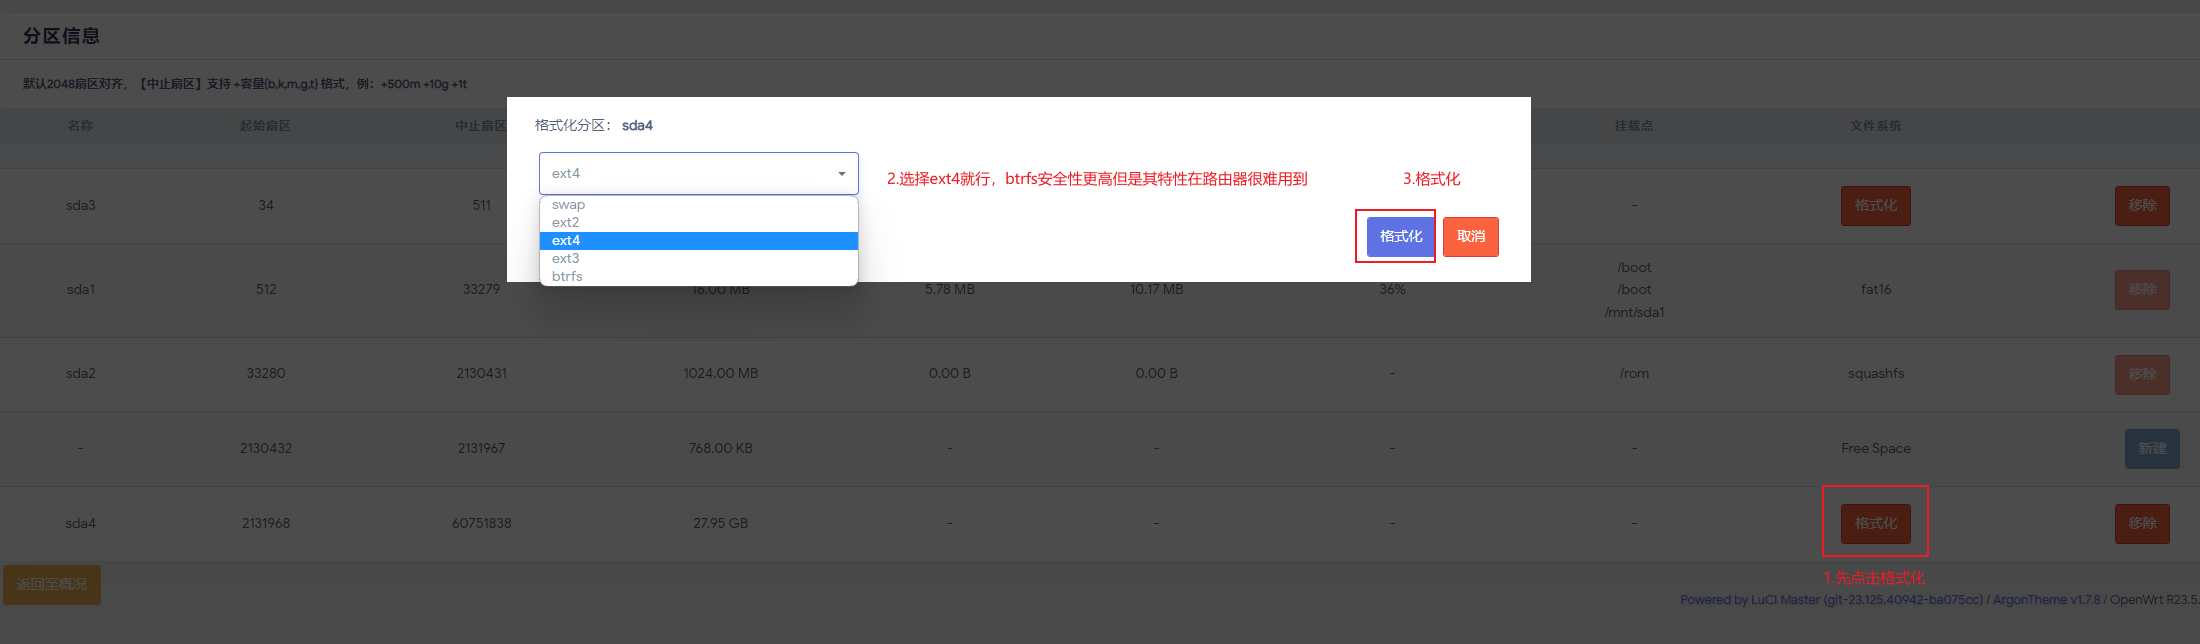 分区信息
默认2048扇区对齐，【中止扇区】支持 +容量{b,k,m,g,t} 格式，例：+500m +10g +1t
名称 起始扇区 中止扇区 挂载点 文件系统
格式化分区： sda4
ext4
swap
ext2
ext4
ext3
btrfs
2.选择ext4就行，btrfs安全性更高但是其特性在路由器很难用到
3.格式化
格式化 取消
sda3 34 511 - 格式化 移除
sda1 512 33279 16.00 MB 5.78 MB 10.17 MB 36% /boot
/boot
/mnt/sda1
fat16 移除
sda2 33280 2130431 1024.00 MB 0.00 B 0.00 B - /rom squashfs 移除
- 2130432 2131967 768.00 KB - - - - Free Space 新建
sda4 2131968 60751838 27.95 GB - - - - 格式化 移除
1.先点击格式化
返回至概况
Powered by LuCI Master (git-23.125.40942-ba075cc) / ArgonTheme v1.7.8 / OpenWrt R23.5.